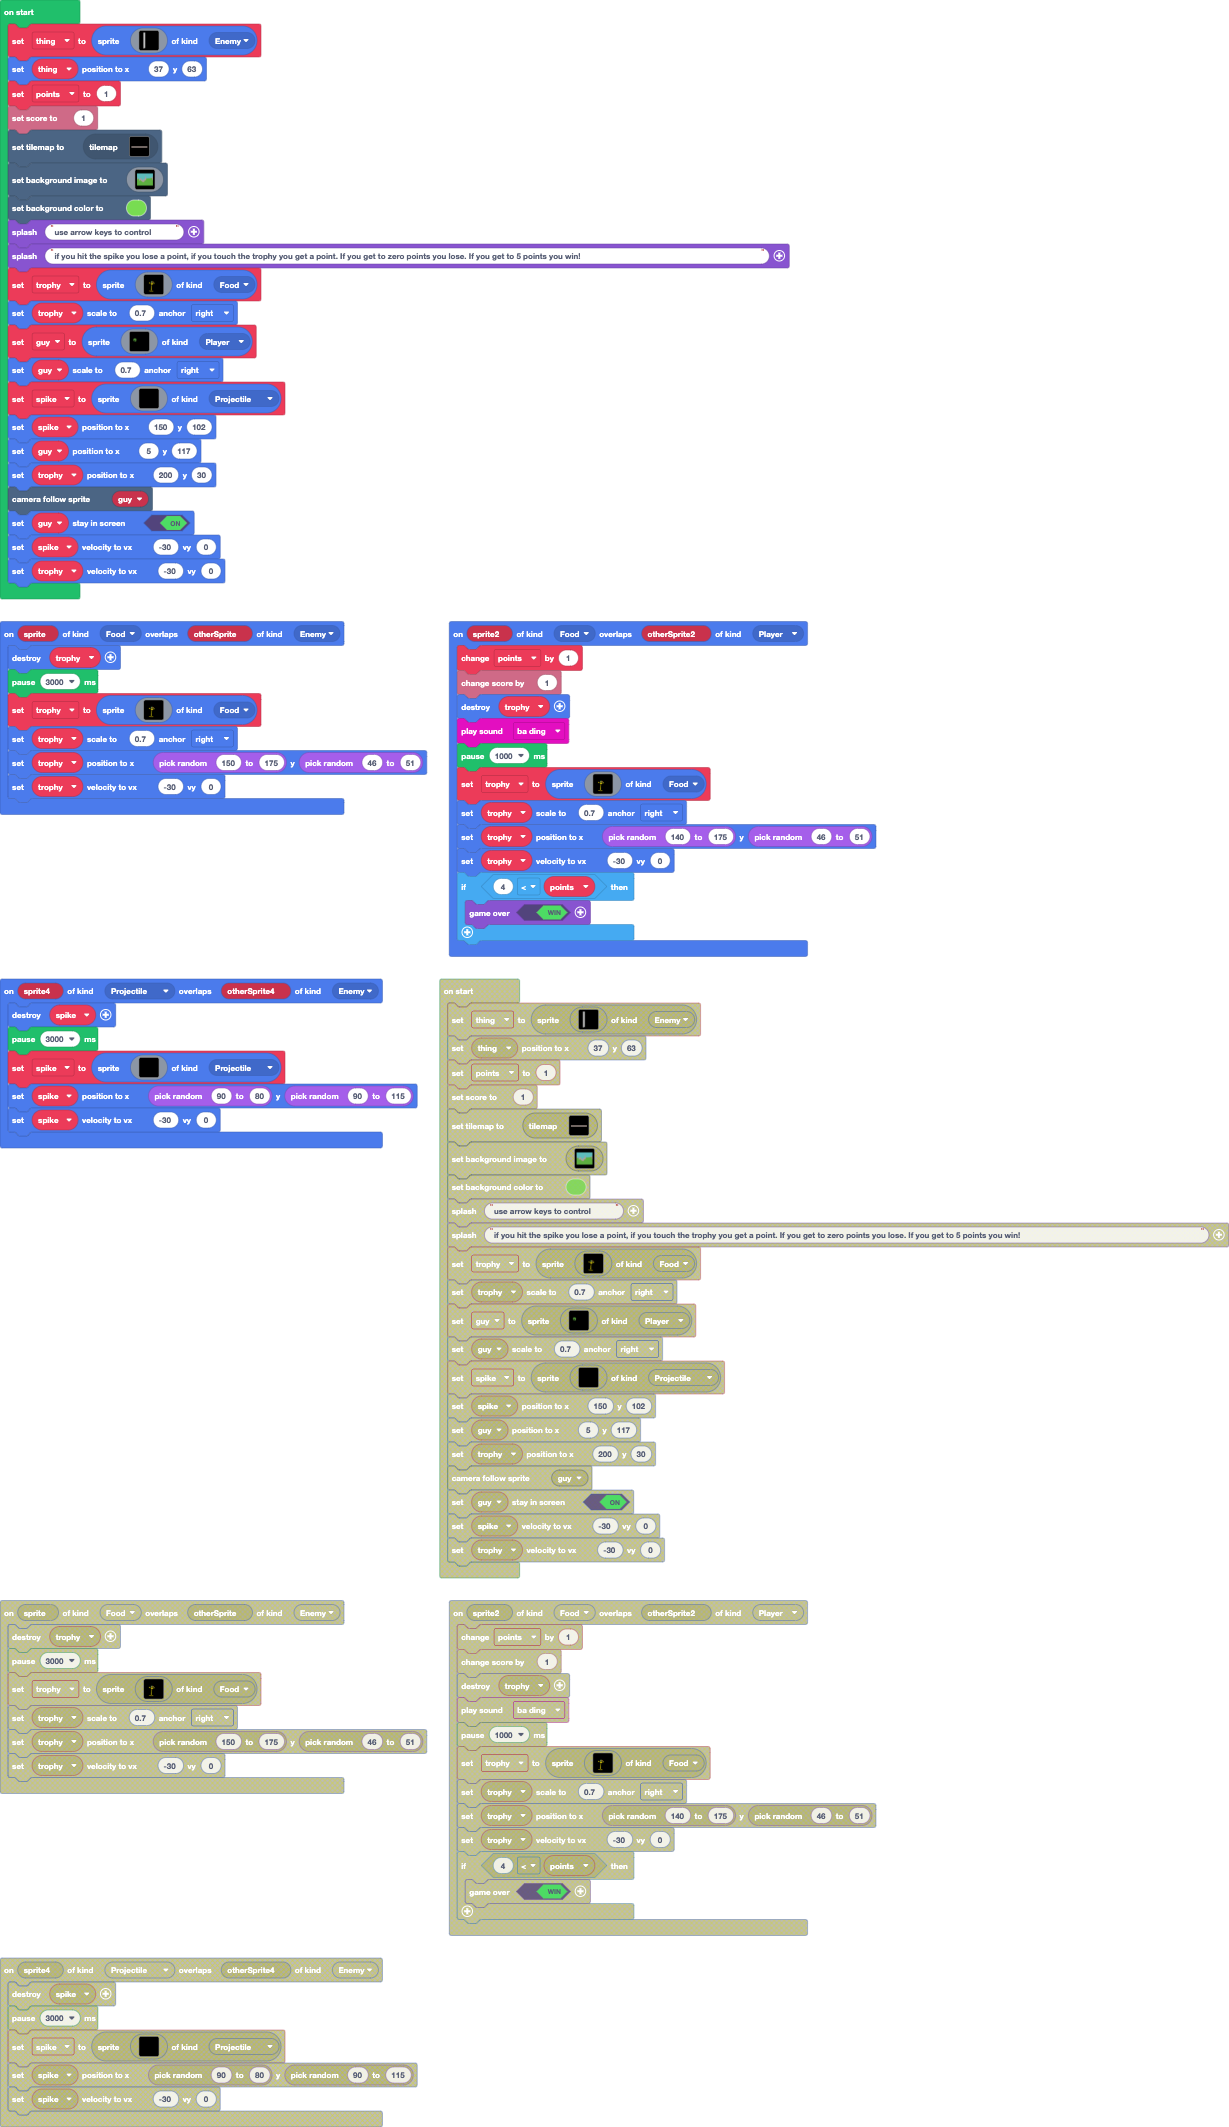 on start
set thing to sprite of kind Enemy
set thing position to x 37 y 63
set points to 1
set score to 1
set tilemap to tilemap
set background image to
set background color to
splash "use arrow keys to control"
splash "if you hit the spike you lose a point, if you touch the trophy you get a point. If you get to zero points you lose. If you get to 5 points you win!"
set trophy to sprite of kind Food
set trophy scale to 0.7 anchor right
set guy to sprite of kind Player
set guy scale to 0.7 anchor right
set spike to sprite of kind Projectile
set spike position to x 150 y 102
set guy position to x 5 y 117
set trophy position to x 200 y 30
camera follow sprite guy
set guy stay in screen ON
set spike velocity to vx -30 vy 0
set trophy velocity to vx -30 vy 0
on sprite of kind Food overlaps otherSprite of kind Enemy
destroy trophy
pause 3000 ms
set trophy to sprite of kind Food
set trophy scale to 0.7 anchor right
set trophy position to x pick random 150 to 175 y pick random 46 to 51
set trophy velocity to vx -30 vy 0
on sprite2 of kind Food overlaps otherSprite2 of kind Player
change points by 1
change score by 1
destroy trophy
play sound ba ding
pause 1000 ms
set trophy to sprite of kind Food
set trophy scale to 0.7 anchor right
set trophy position to x pick random 140 to 175 y pick random 46 to 51
set trophy velocity to vx -30 vy 0
if 4 < points then
game over WIN
on sprite4 of kind Projectile overlaps otherSprite4 of kind Enemy
destroy spike
pause 3000 ms
set spike to sprite of kind Projectile
set spike position to x pick random 90 to 80 y pick random 90 to 115
set spike velocity to vx -30 vy 0
on start
set thing to sprite of kind Enemy
set thing position to x 37 y 63
set points to 1
set score to 1
set tilemap to tilemap
set background image to
set background color to
splash "use arrow keys to control"
splash "if you hit the spike you lose a point, if you touch the trophy you get a point. If you get to zero points you lose. If you get to 5 points you win!"
set trophy to sprite of kind Food
set trophy scale to 0.7 anchor right
set guy to sprite of kind Player
set guy scale to 0.7 anchor right
set spike to sprite of kind Projectile
set spike position to x 150 y 102
set guy position to x 5 y 117
set trophy position to x 200 y 30
camera follow sprite guy
set guy stay in screen ON
set spike velocity to vx -30 vy 0
set trophy velocity to vx -30 vy 0
on sprite of kind Food overlaps otherSprite of kind Enemy
destroy trophy
pause 3000 ms
set trophy to sprite of kind Food
set trophy scale to 0.7 anchor right
set trophy position to x pick random 150 to 175 y pick random 46 to 51
set trophy velocity to vx -30 vy 0
on sprite2 of kind Food overlaps otherSprite2 of kind Player
change points by 1
change score by 1
destroy trophy
play sound ba ding
pause 1000 ms
set trophy to sprite of kind Food
set trophy scale to 0.7 anchor right
set trophy position to x pick random 140 to 175 y pick random 46 to 51
set trophy velocity to vx -30 vy 0
if 4 < points then
game over WIN
on sprite4 of kind Projectile overlaps otherSprite4 of kind Enemy
destroy spike
pause 3000 ms
set spike to sprite of kind Projectile
set spike position to x pick random 90 to 80 y pick random 90 to 115
set spike velocity to vx -30 vy 0